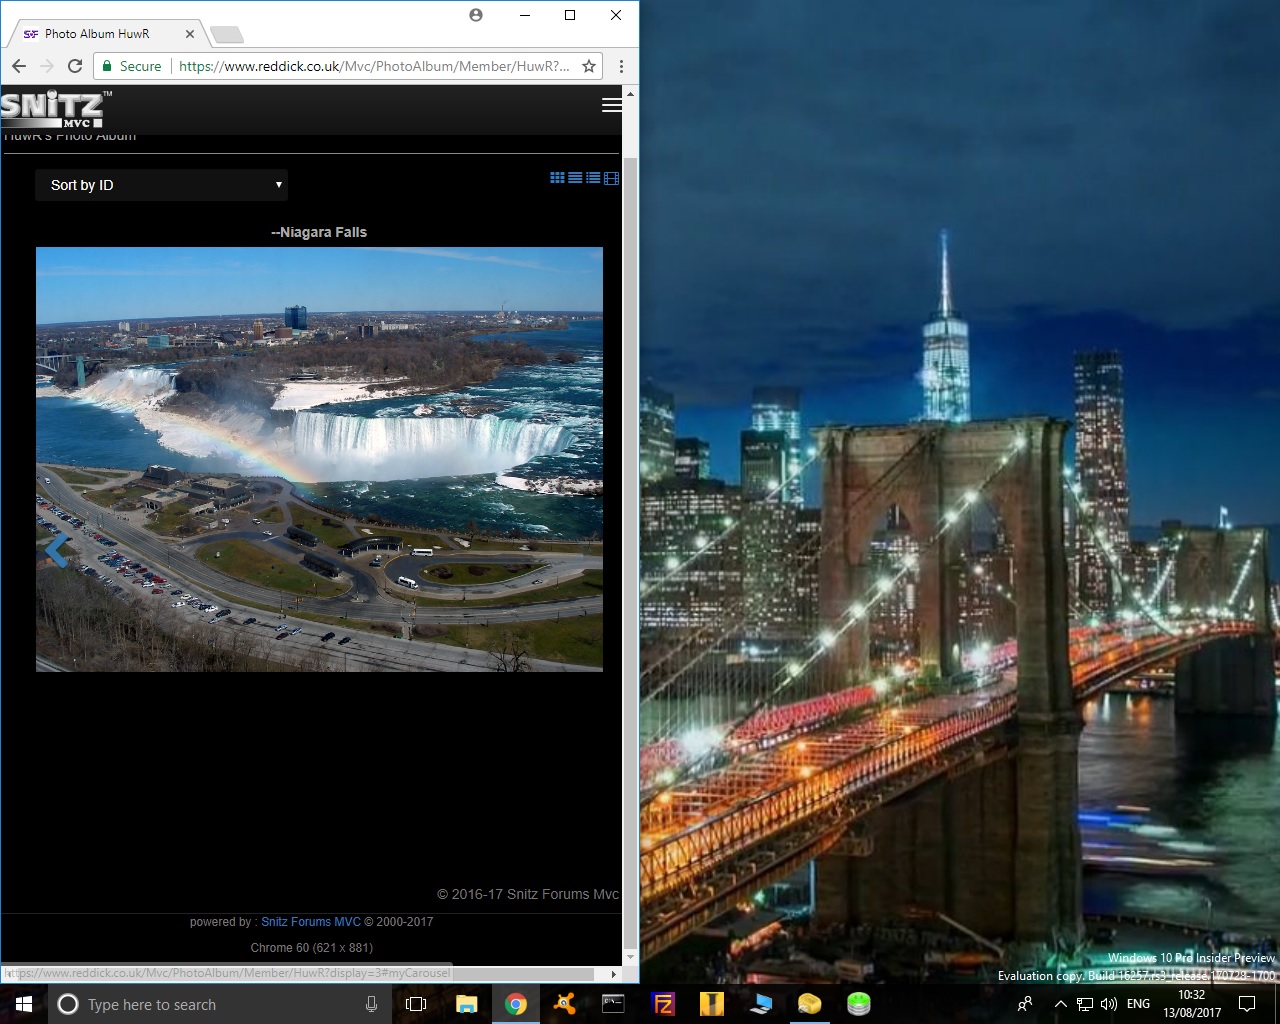 Photo Album HuwR
Secure
https://www.reddick.co.uk/Mvc/PhotoAlbum/Member/HuwR?...
SNiTZ™
MVC
HuwR's Photo Album
Sort by ID
--Niagara Falls
© 2016-17 Snitz Forums Mvc
powered by : Snitz Forums MVC © 2000-2017
Chrome 60 (621 x 881)
https://www.reddick.co.uk/Mvc/PhotoAlbum/Member/HuwR?display=3#myCarousel
Windows 10 Pro Insider Preview
Evaluation copy. Build 16257.rs3_release.170728-1700
Type here to search
ENG
10:32
13/08/2017